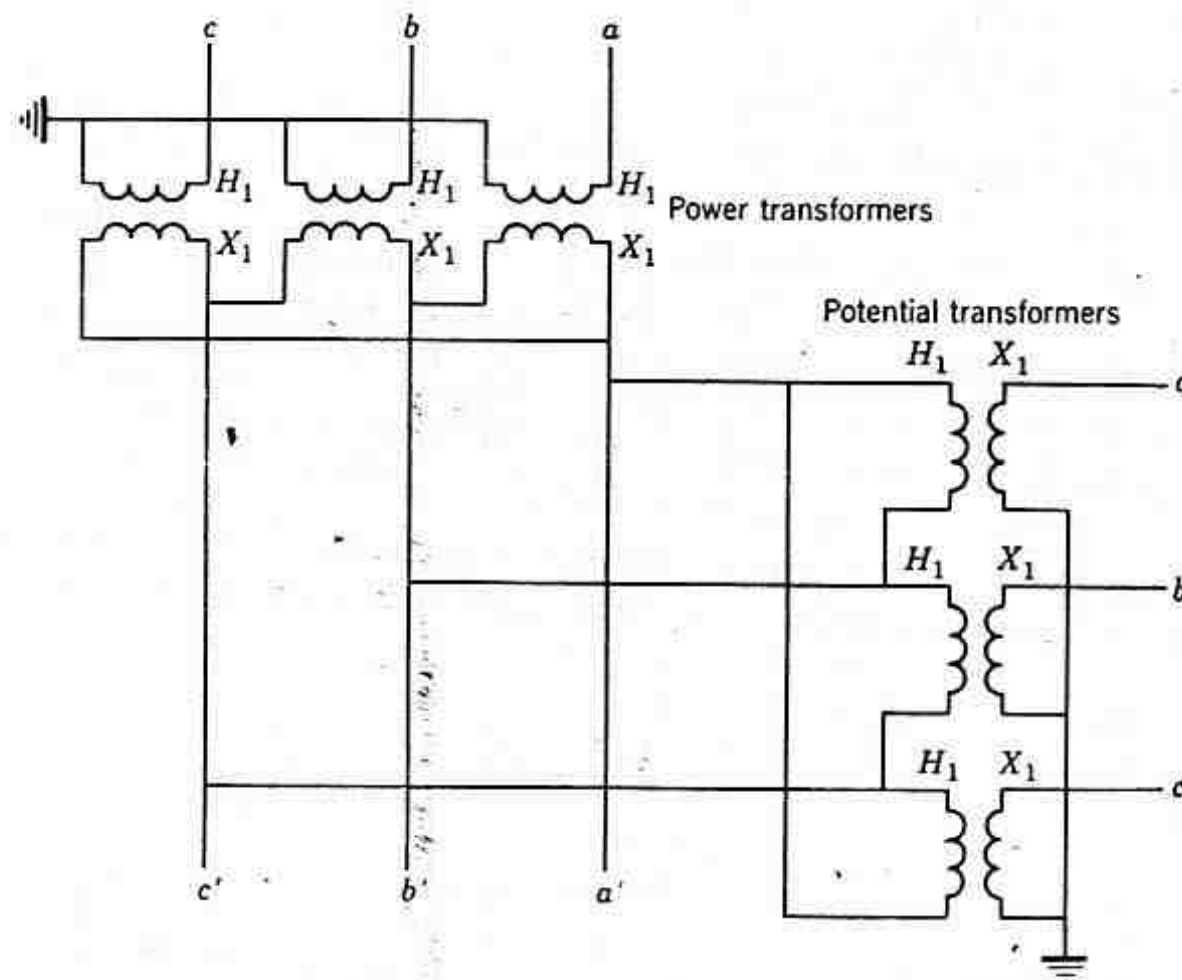 c b a
H₁ H₁ H₁
Power transformers
X₁ X₁ X₁
Potential transformers
H₁ X₁
H₁ X₁
b
H₁ X₁
c' b' a'